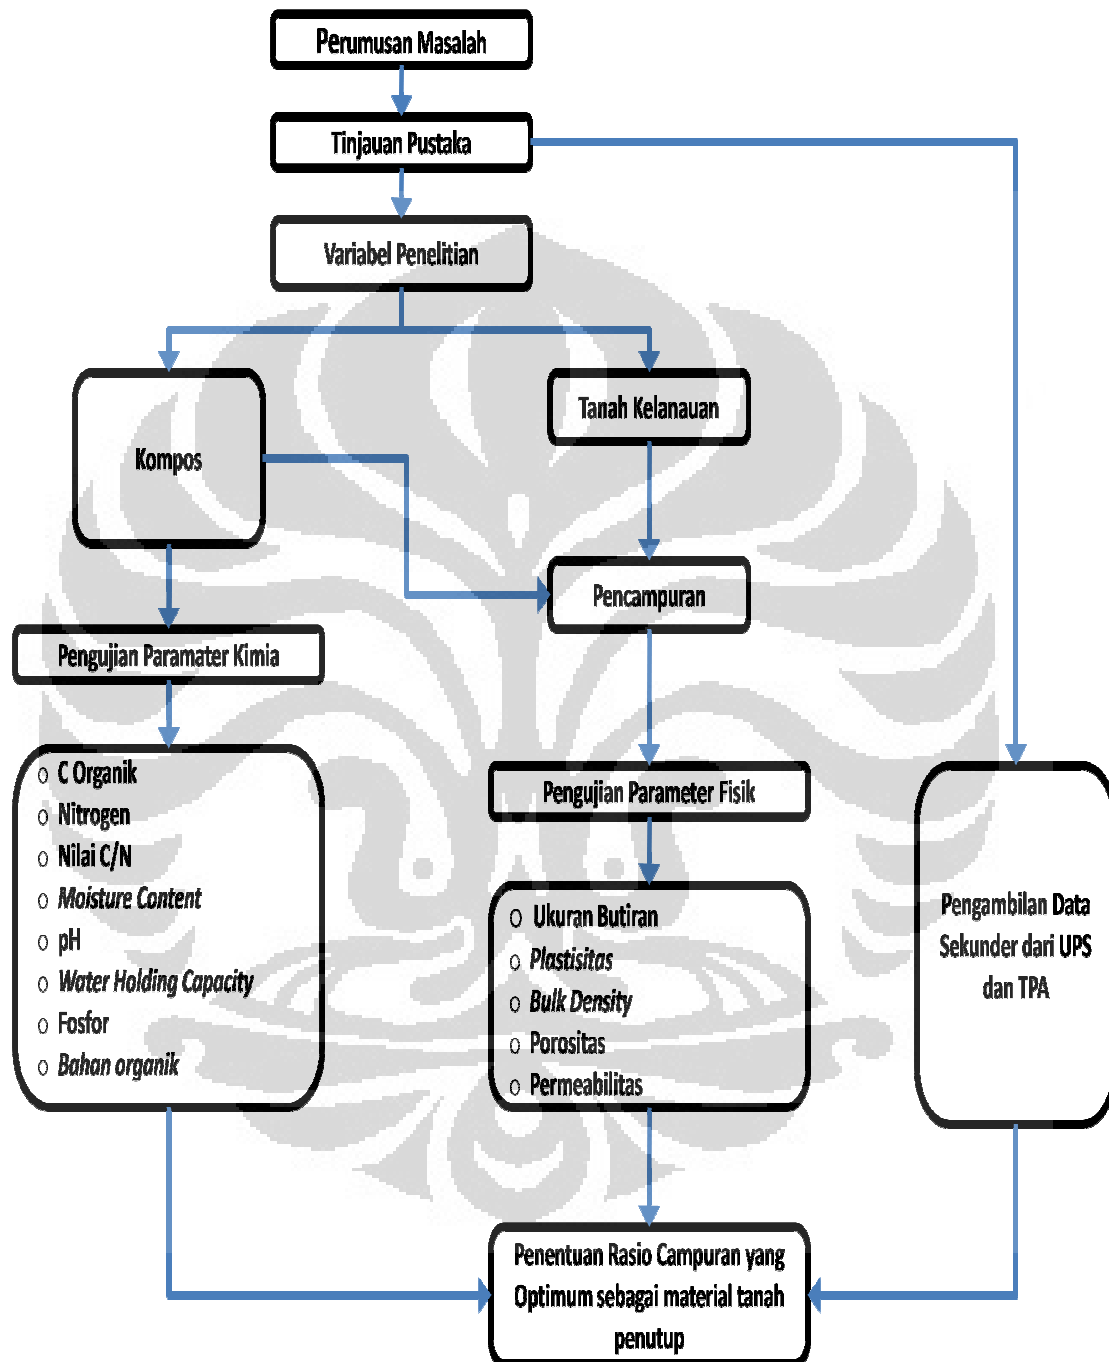 Perumusan Masalah
Tinjauan Pustaka
Variabel Penelitian
Kompos
Tanah Kelanauan
Pencampuran
Pengujian Paramater Kimia
○ C Organik
○ Nitrogen
○ Nilai C/N
○ Moisture Content
○ pH
○ Water Holding Capacity
○ Fosfor
○ Bahan organik
Pengujian Parameter Fisik
○ Ukuran Butiran
○ Plastisitas
○ Bulk Density
○ Porositas
○ Permeabilitas
Pengambilan Data
Sekunder dari UPS
dan TPA
Penentuan Rasio Campuran yang
Optimum sebagai material tanah
penutup